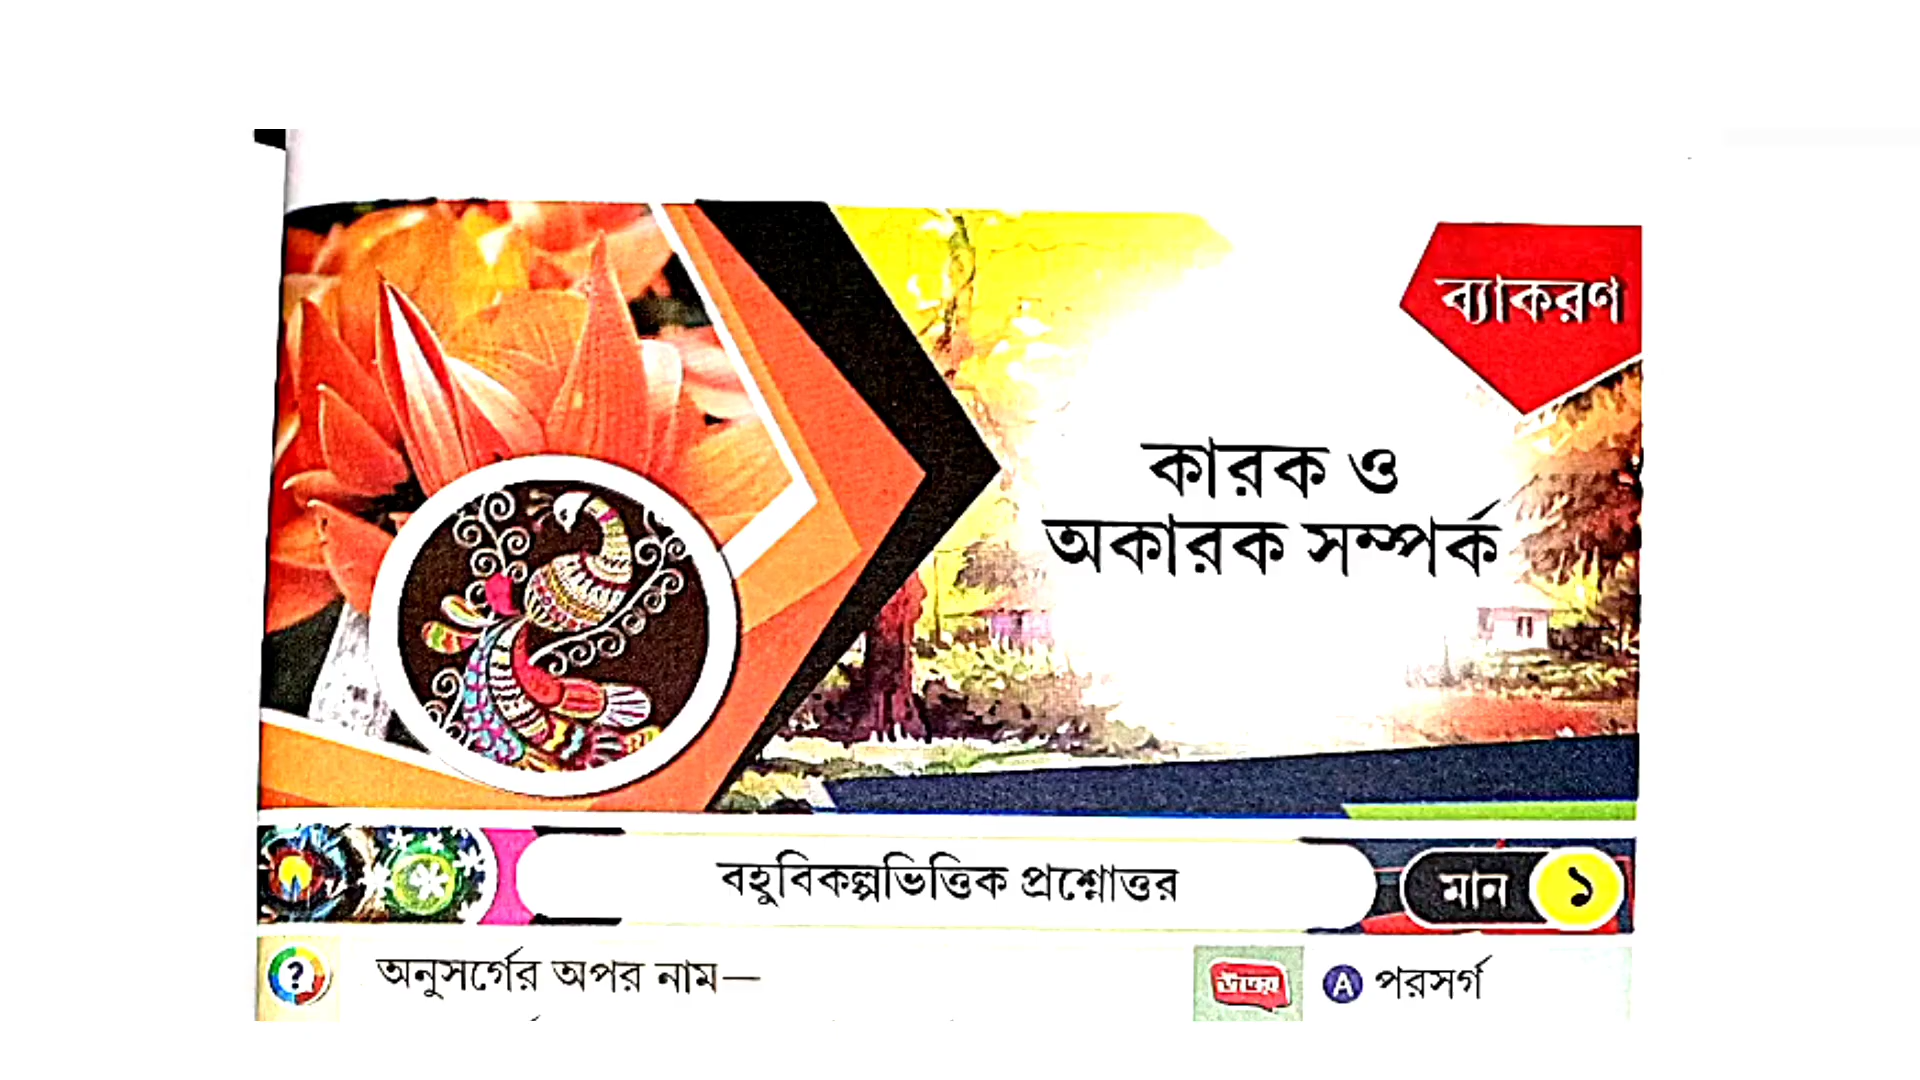 ব্যাকরণ
কারক ও
অকারক সম্পর্ক
বহুবিকল্পভিত্তিক প্রশ্নোত্তর
মান ১
? অনুসর্গের অপর নাম—
উত্তর A পরসর্গ